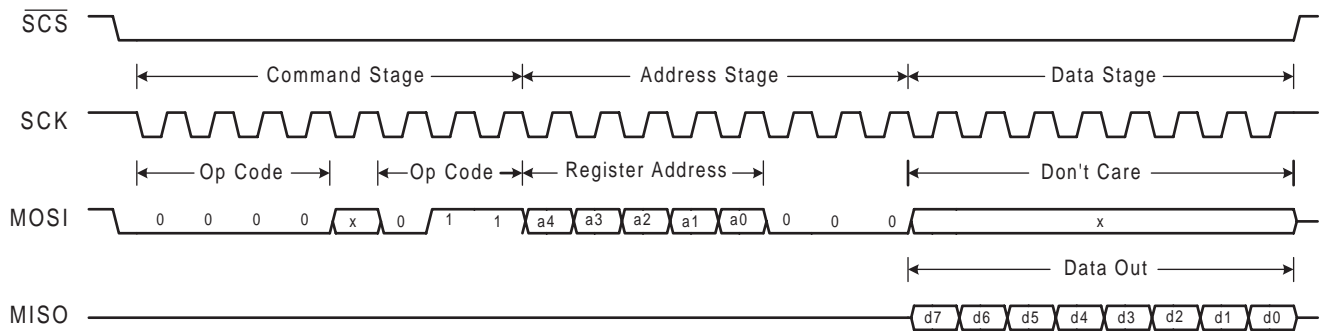 SCS
Command Stage Address Stage Data Stage
SCK
Op Code Op Code Register Address Don't Care
MOSI 0 0 0 0 x 0 1 1 a4 a3 a2 a1 a0 0 0 0 x
Data Out
MISO d7 d6 d5 d4 d3 d2 d1 d0